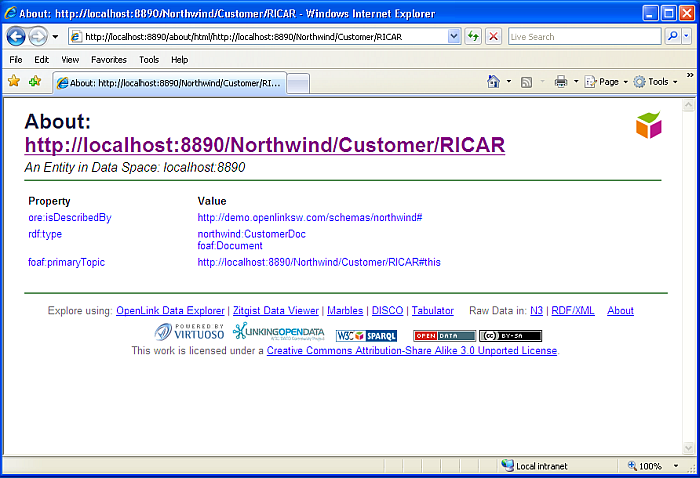 About: http://localhost:8890/Northwind/Customer/RICAR - Windows Internet Explorer
http://localhost:8890/about/html/http://localhost:8890/Northwind/Customer/RICAR
Live Search
File Edit View Favorites Tools Help
About: http://localhost:8890/Northwind/Customer/RI...
Page Tools
About:
http://localhost:8890/Northwind/Customer/RICAR
An Entity in Data Space: localhost:8890
Property Value
ore:isDescribedBy http://demo.openlinksw.com/schemas/northwind#
rdf:type northwind:CustomerDoc
foaf:Document
foaf:primaryTopic http://localhost:8890/Northwind/Customer/RICAR#this
Explore using: OpenLink Data Explorer | Zitgist Data Viewer | Marbles | DISCO | Tabulator Raw Data in: N3 | RDF/XML About
POWERED BY
VIRTUOSO LINKINGOPENDATA W3C SPARQL OPEN DATA CC BY-SA
This work is licensed under a Creative Commons Attribution-Share Alike 3.0 Unported License.
Local intranet 100%